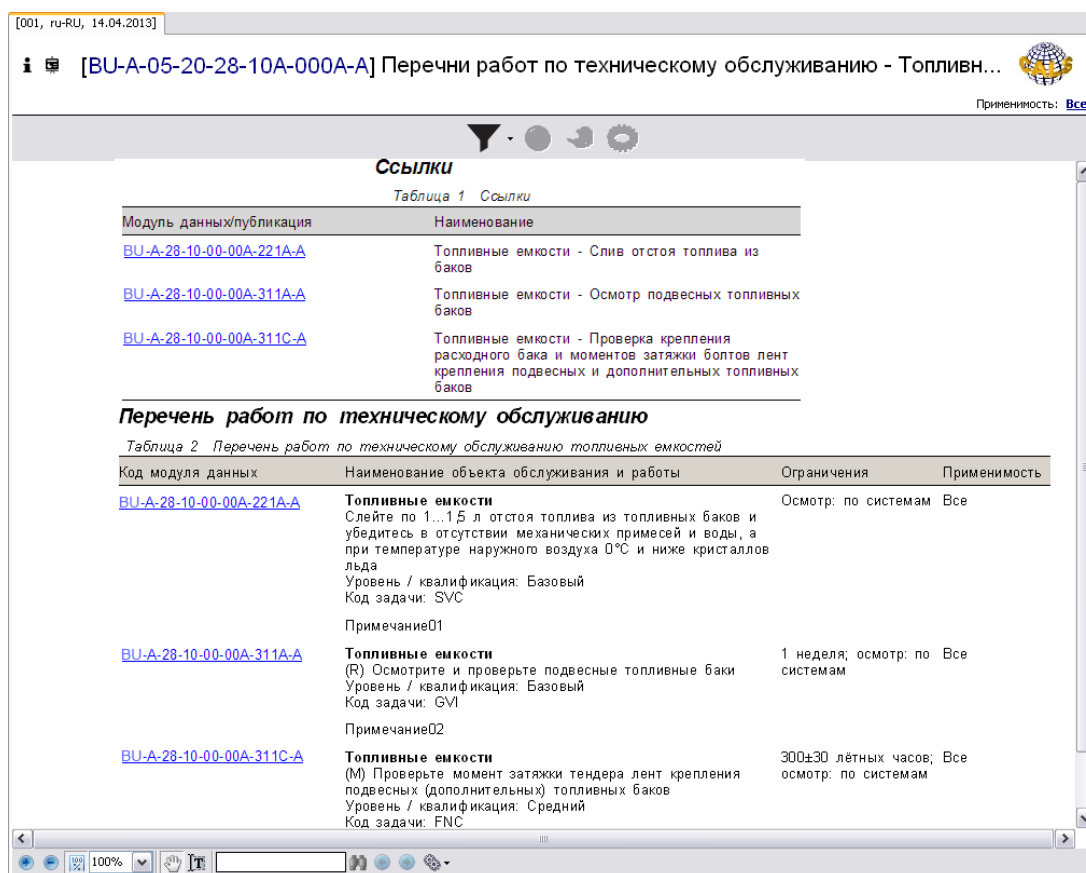 [001, ru-RU, 14.04.2013]
[BU-A-05-20-28-10A-000A-A] Перечни работ по техническому обслуживанию - Топливн...
CALS
Применимость: Все
Ссылки
Таблица 1 Ссылки
Модуль данных/публикация Наименование
BU-A-28-10-00-00A-221A-A Топливные емкости - Слив отстоя топлива из
баков
BU-A-28-10-00-00A-311A-A Топливные емкости - Осмотр подвесных топливных
баков
BU-A-28-10-00-00A-311C-A Топливные емкости - Проверка крепления
расходного бака и моментов затяжки болтов лент
крепления подвесных и дополнительных топливных
баков
Перечень работ по техническому обслуживанию
Таблица 2 Перечень работ по техническому обслуживанию топливных емкостей
Код модуля данных Наименование объекта обслуживания и работы Ограничения Применимость
BU-A-28-10-00-00A-221A-A Топливные емкости Осмотр: по системам Все
Слейте по 1...1,5 л отстоя топлива из топливных баков и
убедитесь в отсутствии механических примесей и воды, а
при температуре наружного воздуха 0°С и ниже кристаллов
льда
Уровень / квалификация: Базовый
Код задачи: SVC
Примечание01
BU-A-28-10-00-00A-311A-A Топливные емкости 1 неделя; осмотр: по Все
(R) Осмотрите и проверьте подвесные топливные баки системам
Уровень / квалификация: Базовый
Код задачи: GVI
Примечание02
BU-A-28-10-00-00A-311C-A Топливные емкости 300±30 лётных часов; Все
(M) Проверьте момент затяжки тендера лент крепления осмотр: по системам
подвесных (дополнительных) топливных баков
Уровень / квалификация: Средний
Код задачи: FNC
100%